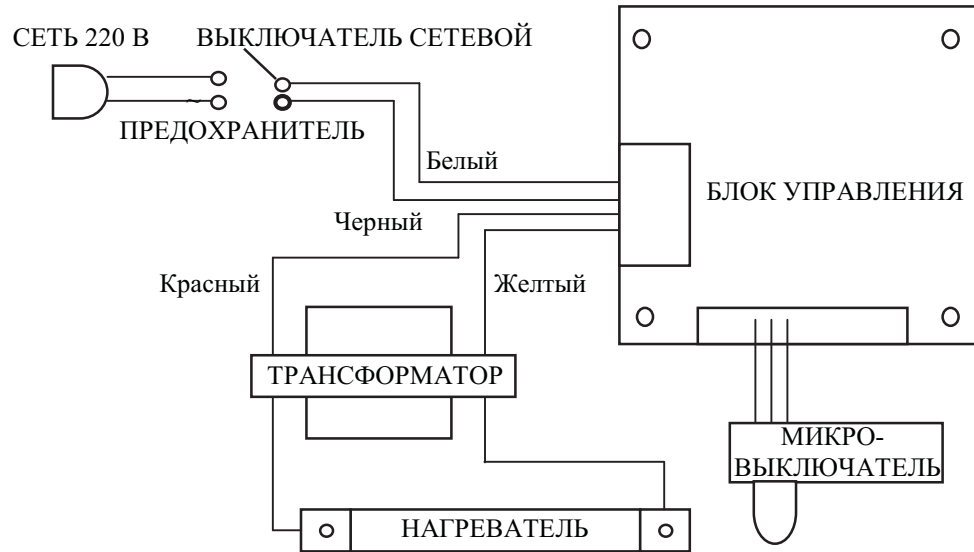 СЕТЬ 220 В
ВЫКЛЮЧАТЕЛЬ СЕТЕВОЙ
ПРЕДОХРАНИТЕЛЬ
Белый
БЛОК УПРАВЛЕНИЯ
Черный
Красный
Желтый
ТРАНСФОРМАТОР
МИКРО-
ВЫКЛЮЧАТЕЛЬ
НАГРЕВАТЕЛЬ